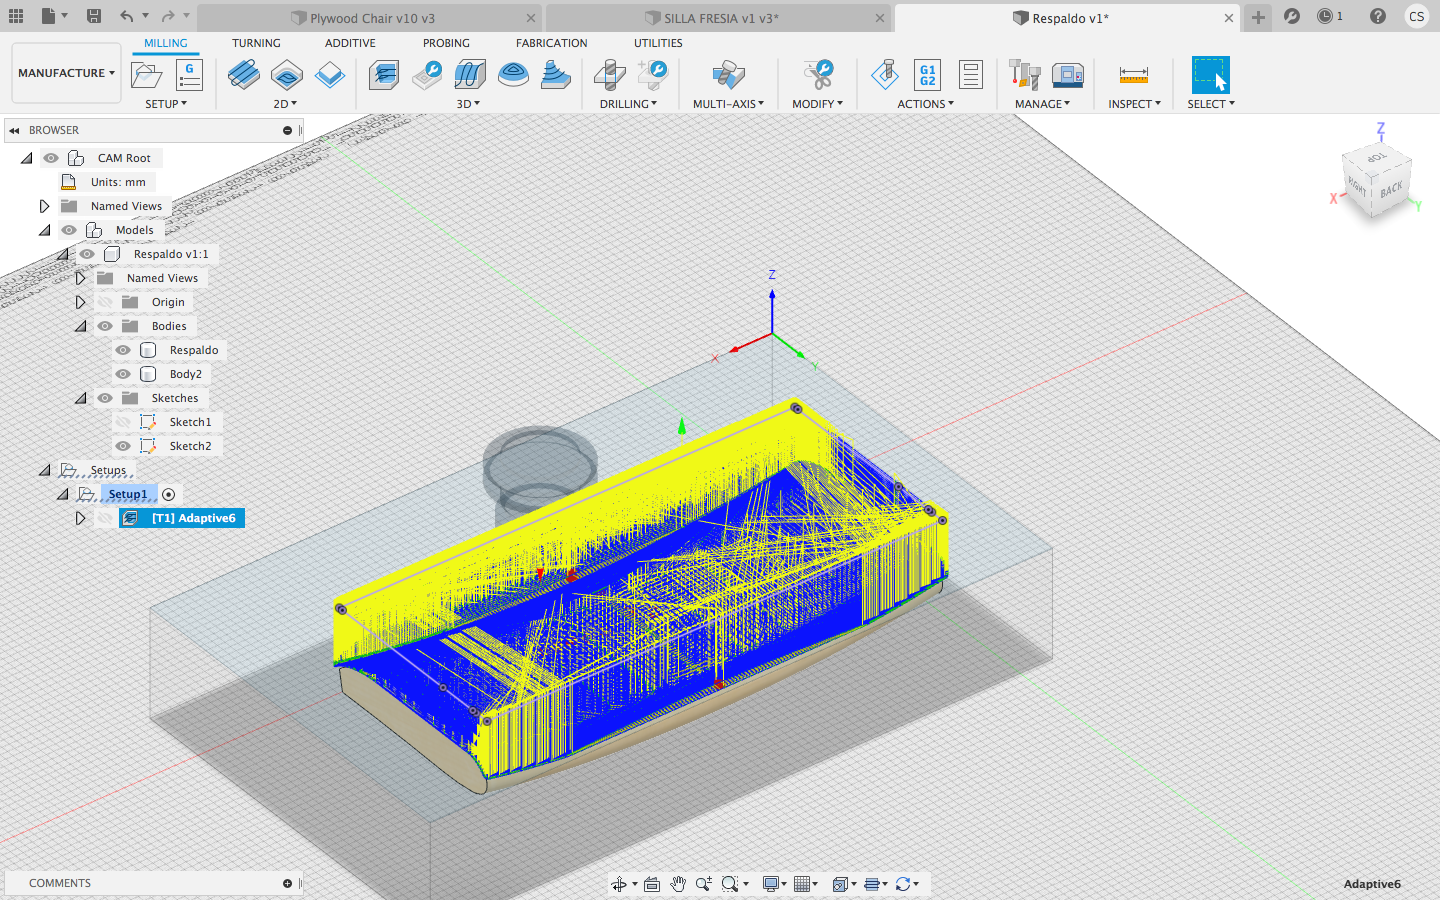 Plywood Chair v10 v3
SILLA FRESIA v1 v3*
Respaldo v1*
1
CS
MANUFACTURE
MILLING
TURNING
ADDITIVE
PROBING
FABRICATION
UTILITIES
G
G1
G2
SETUP
2D
3D
DRILLING
MULTI-AXIS
MODIFY
ACTIONS
MANAGE
INSPECT
SELECT
BROWSER
CAM Root
Units: mm
Named Views
Models
Respaldo v1:1
Named Views
Origin
Bodies
Respaldo
Body2
Sketches
Sketch1
Sketch2
Setups
Setup1
[T1] Adaptive6
Z
X
Y
Z
TOP
RIGHT
BACK
X
Y
COMMENTS
Adaptive6